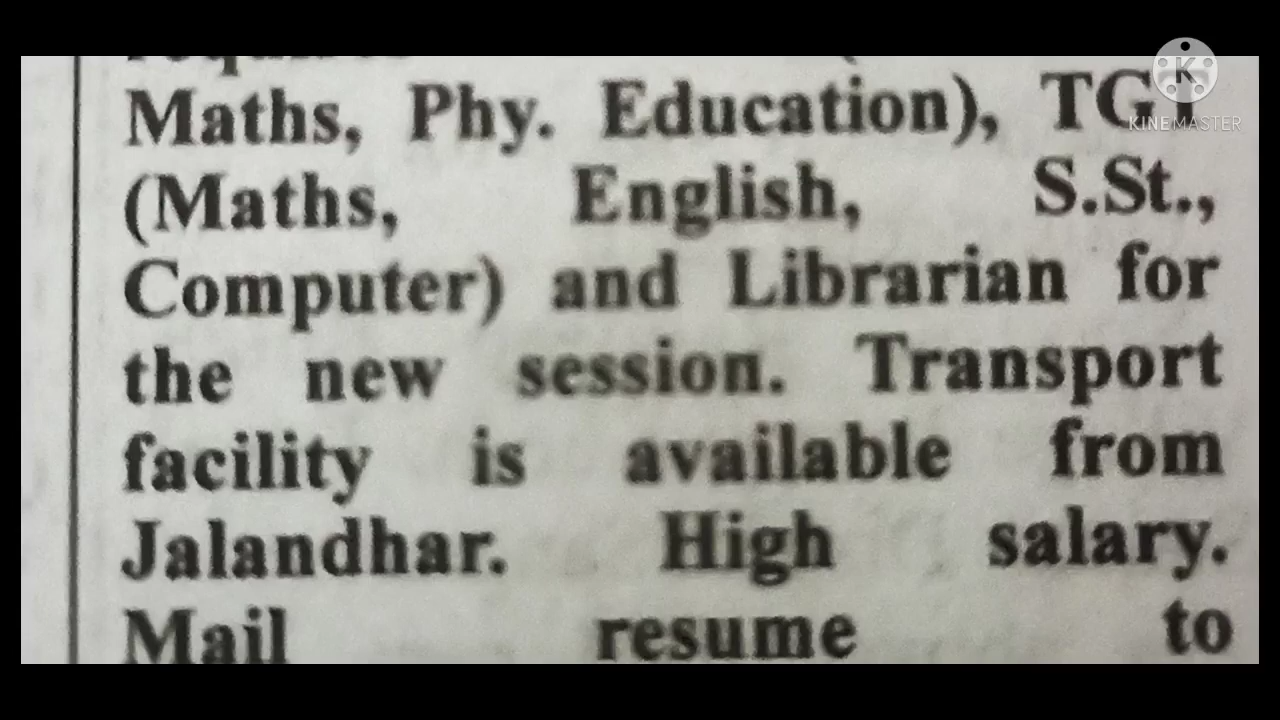 Maths, Phy. Education), TGT
(Maths, English, S.St.,
Computer) and Librarian for
the new session. Transport
facility is available from
Jalandhar. High salary.
Mail resume to
K
KINEMASTER